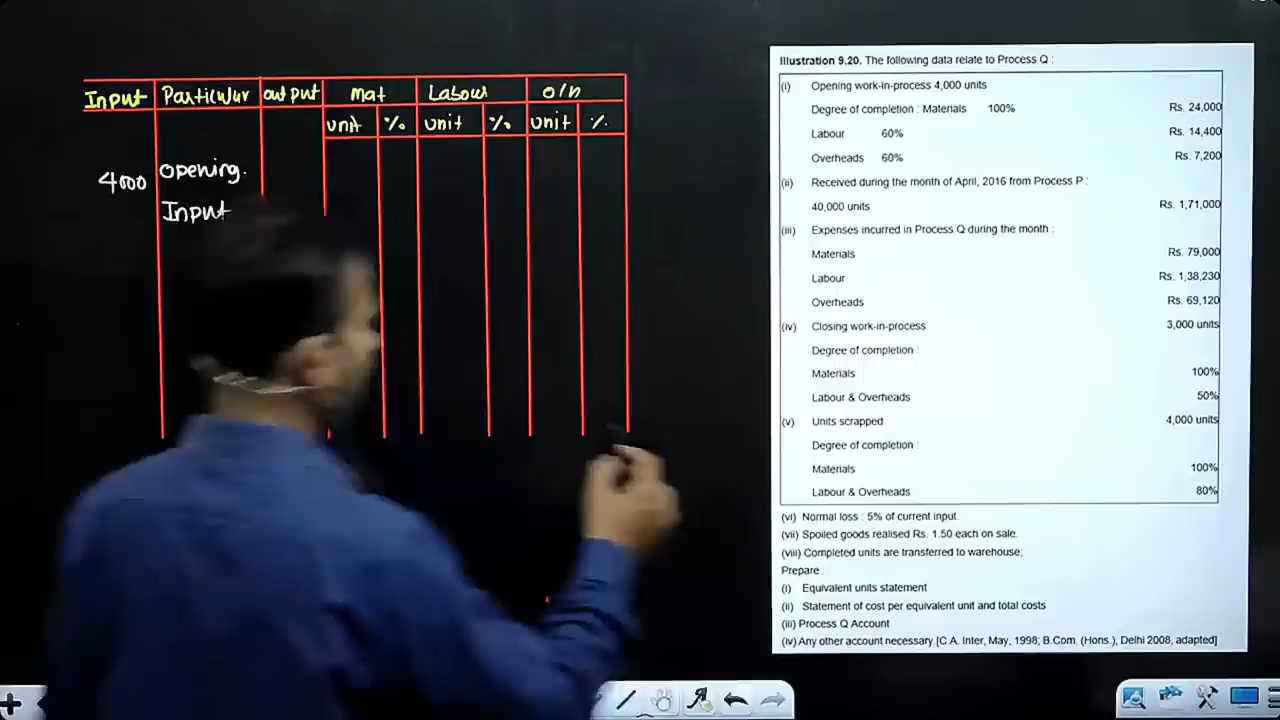 Input Particular output Mat Labour O/H
unit % unit % unit %
4000 Opening.
Input
Illustration 9.20. The following data relate to Process Q :
(i) Opening work-in-process 4,000 units
Degree of completion : Materials 100% Rs. 24,000
Labour 60% Rs. 14,400
Overheads 60% Rs. 7,200
(ii) Received during the month of April, 2016 from Process P :
40,000 units Rs. 1,71,000
(iii) Expenses incurred in Process Q during the month :
Materials Rs. 79,000
Labour Rs. 1,38,230
Overheads Rs. 69,120
(iv) Closing work-in-process 3,000 units
Degree of completion :
Materials 100%
Labour & Overheads 50%
(v) Units scrapped 4,000 units
Degree of completion :
Materials 100%
Labour & Overheads 80%
(vi) Normal loss : 5% of current input.
(vii) Spoiled goods realised Rs. 1.50 each on sale.
(viii) Completed units are transferred to warehouse;
Prepare :
(i) Equivalent units statement
(ii) Statement of cost per equivalent unit and total costs
(iii) Process Q Account
(iv) Any other account necessary.[C.A. Inter, May, 1998; B.Com. (Hons.), Delhi 2008, adapted]